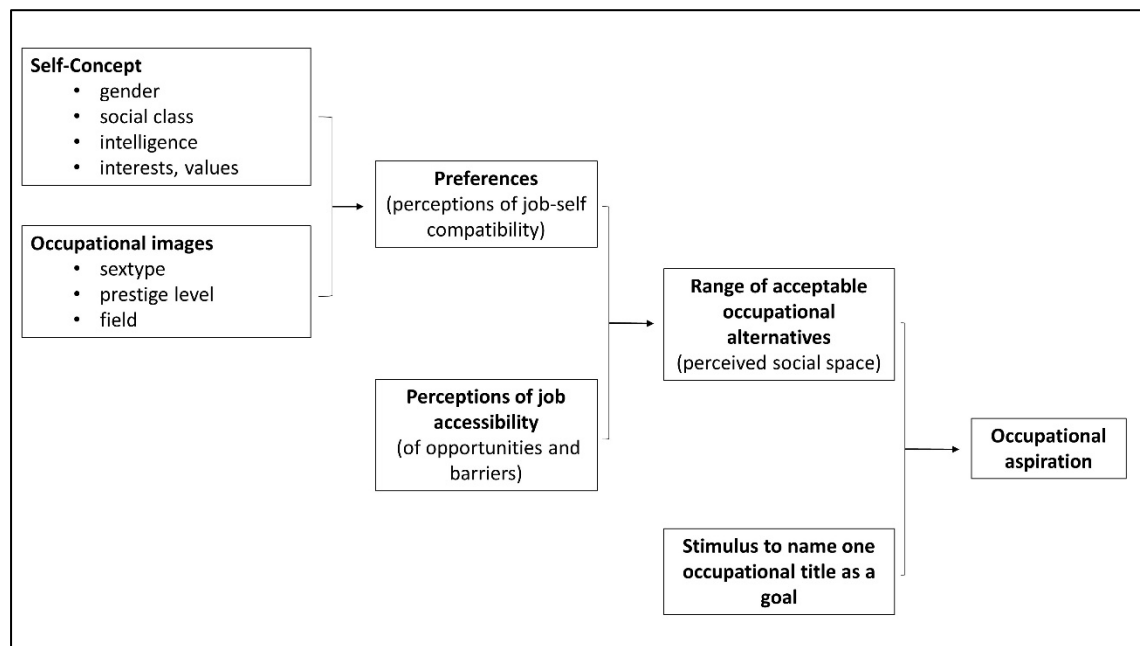 Self-Concept
• gender
• social class
• intelligence
• interests, values
Occupational images
• sextype
• prestige level
• field
Preferences
(perceptions of job-self
compatibility)
Perceptions of job
accessibility
(of opportunities and
barriers)
Range of acceptable
occupational
alternatives
(perceived social space)
Stimulus to name one
occupational title as a
goal
Occupational
aspiration